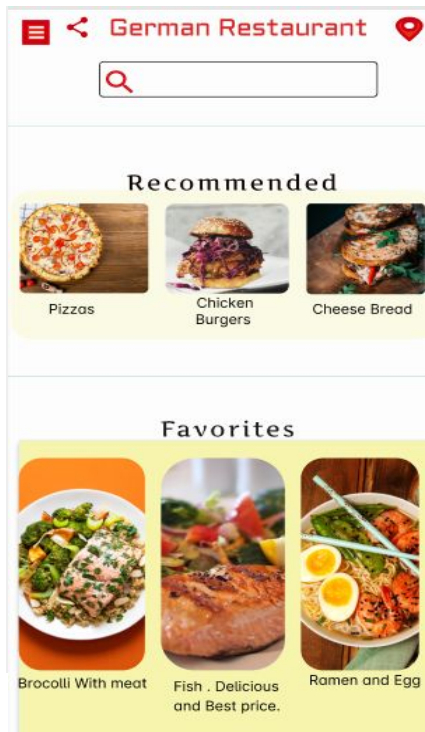 German Restaurant
Recommended
Pizzas
Chicken
Burgers
Cheese Bread
Favorites
Brocolli With meat
Fish . Delicious
and Best price.
Ramen and Egg